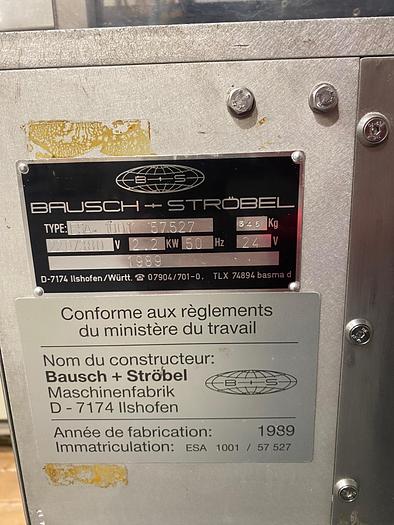 B+S
BAUSCH + STRÖBEL
TYPE: 57527 345 Kg
V 2.2 KW 50 Hz 24 V
1989
D-7174 Ilshofen/Württ. ☎ 07904/701-0. TLX 74894 basma d
Conforme aux règlements
du ministère du travail
Nom du constructeur:
Bausch + Ströbel
Maschinenfabrik
D - 7174 Ilshofen
B+S
Année de fabrication: 1989
Immatriculation: ESA 1001 / 57 527